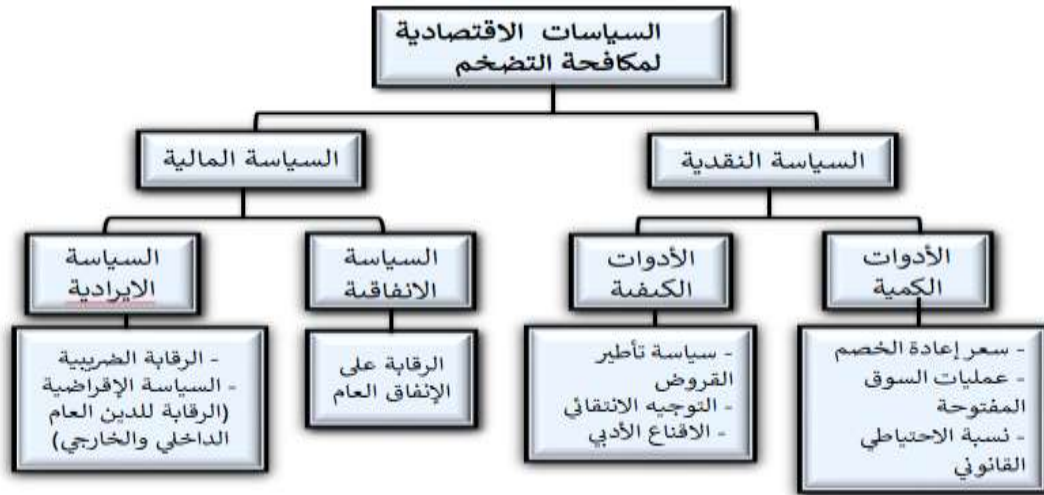 السياسات الاقتصادية
لمكافحة التضخم
السياسة النقدية
السياسة المالية
الأدوات
الكمية
الأدوات
الكيفية
السياسة
الانفاقية
السياسة
الايرادية
- سعر إعادة الخصم
- عمليات السوق
المفتوحة
- نسبة الاحتياطي
القانوني
- سياسة تأطير
القروض
- التوجيه الانتقائي
- الاقناع الأدبي
الرقابة على
الإنفاق العام
- الرقابة الضريبية
- السياسة الإقراضية
(الرقابة للدين العام
الداخلي والخارجي)